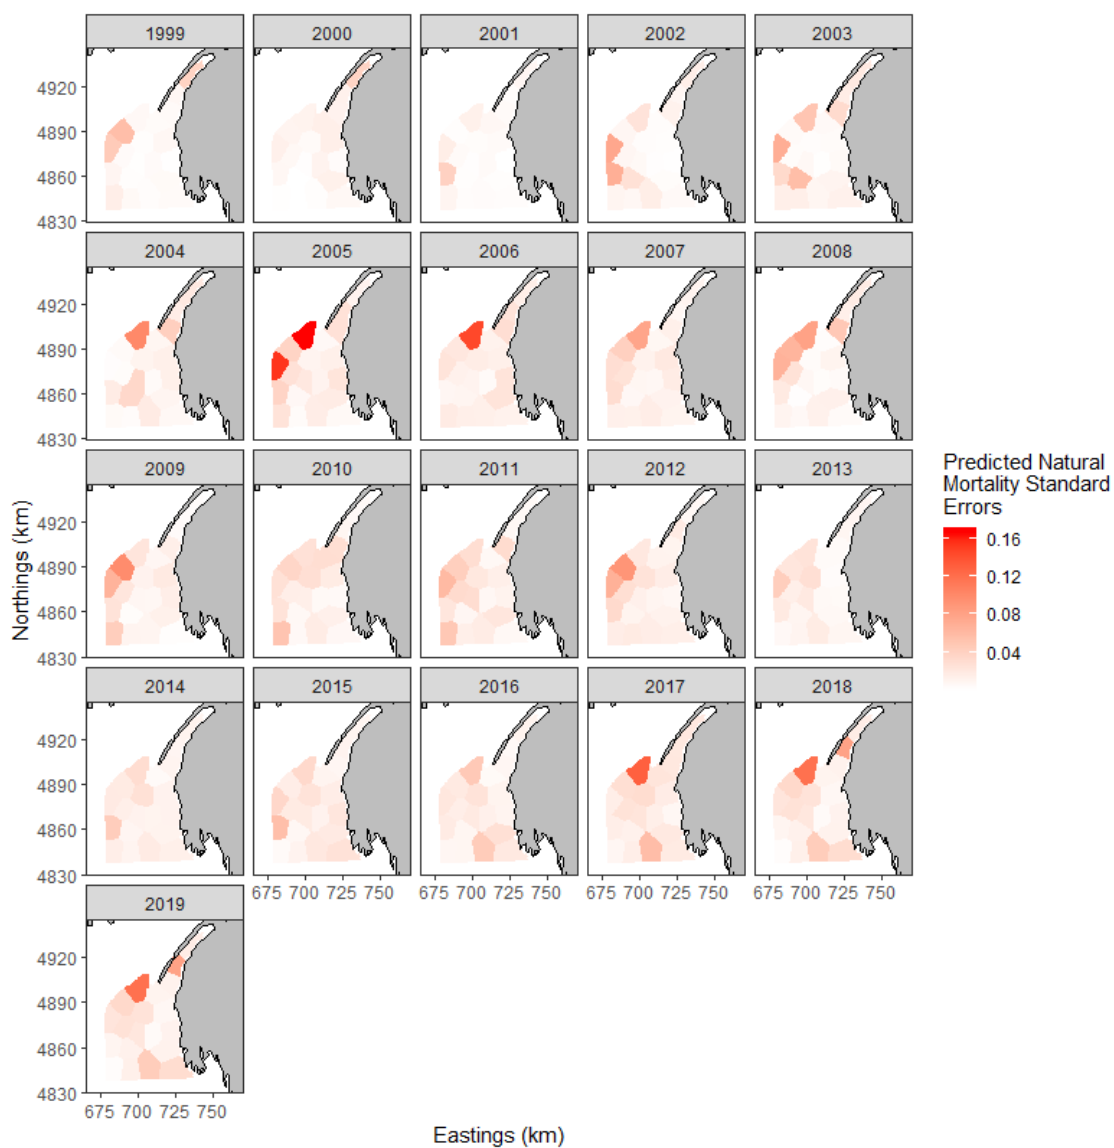 1999 2000 2001 2002 2003
4920
4890
4860
4830
2004 2005 2006 2007 2008
4920
4890
4860
4830
2009 2010 2011 2012 2013
4920
4890
4860
4830
2014 2015 2016 2017 2018
4920
4890
4860
4830
675 700 725 750 675 700 725 750 675 700 725 750 675 700 725 750
2019
4920
4890
4860
4830
675 700 725 750
Eastings (km)
Northings (km)
Predicted Natural
Mortality Standard
Errors
0.16
0.12
0.08
0.04